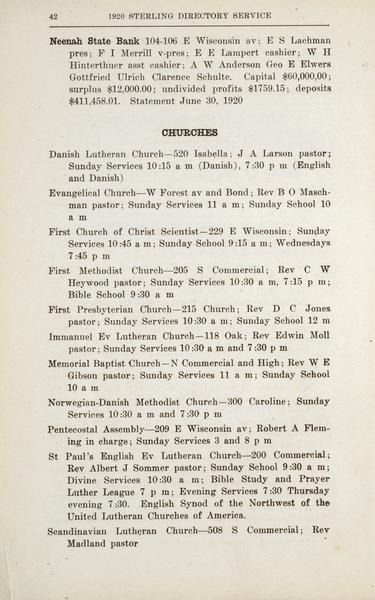 42 1920 STERLING DIRECTORY SERVICE
Neenah State Bank 104-106 E Wisconsin av; E S Lachman
pres; F I Merrill v-pres; E E Lampert cashier; W H
Hinterthuer asst cashier; A W Anderson Geo E Elwers
Gottfried Ulrich Clarence Schulte. Capital $60,000,00;
surplus $12,000.00; undivided profits $1759.15; deposits
$411,458.01. Statement June 30, 1920
CHURCHES
Danish Lutheran Church—520 Isabella; J A Larson pastor;
Sunday Services 10:15 a m (Danish), 7:30 p m (English
and Danish)
Evangelical Church—W Forest av and Bond; Rev B O Masch-
man pastor; Sunday Services 11 a m; Sunday School 10
a m
First Church of Christ Scientist—229 E Wisconsin; Sunday
Services 10:45 a m; Sunday School 9:15 a m; Wednesdays
7:45 p m
First Methodist Church—205 S Commercial; Rev C W
Heywood pastor; Sunday Services 10:30 a m, 7:15 p m;
Bible School 9:30 a m
First Presbyterian Church—215 Church; Rev D C Jones
pastor; Sunday Services 10:30 a m; Sunday School 12 m
Immanuel Ev Lutheran Church—118 Oak; Rev Edwin Moll
pastor; Sunday Services 10:30 a m and 7:30 p m
Memorial Baptist Church—N Commercial and High; Rev W E
Gibson pastor; Sunday Services 11 a m; Sunday School
10 a m
Norwegian-Danish Methodist Church—300 Caroline; Sunday
Services 10:30 a m and 7:30 p m
Pentecostal Assembly—209 E Wisconsin av; Robert A Flem-
ing in charge; Sunday Services 3 and 8 p m
St Paul's English Ev Lutheran Church—200 Commercial;
Rev Albert J Sommer pastor; Sunday School 9:30 a m;
Divine Services 10:30 a m; Bible Study and Prayer
Luther League 7 p m; Evening Services 7:30 Thursday
evening 7:30. English Synod of the Northwest of the
United Lutheran Churches of America.
Scandinavian Lutheran Church—508 S Commercial; Rev
Madland pastor